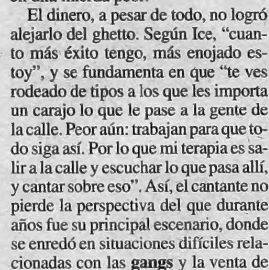 El dinero, a pesar de todo, no logró
alejarlo del ghetto. Según Ice, “cuan-
to más éxito tengo, más enojado es-
toy”, y se fundamenta en que “te ves
rodeado de tipos a los que les importa
un carajo lo que le pase a la gente de
la calle. Peor aún: trabajan para que to-
do siga así. Por lo que mi terapia es sa-
lir a la calle y escuchar lo que pasa allí,
y cantar sobre eso”. Así, el cantante no
pierde la perspectiva del que durante
años fue su principal escenario, donde
se enredó en situaciones difíciles rela-
cionadas con las gangs y la venta de